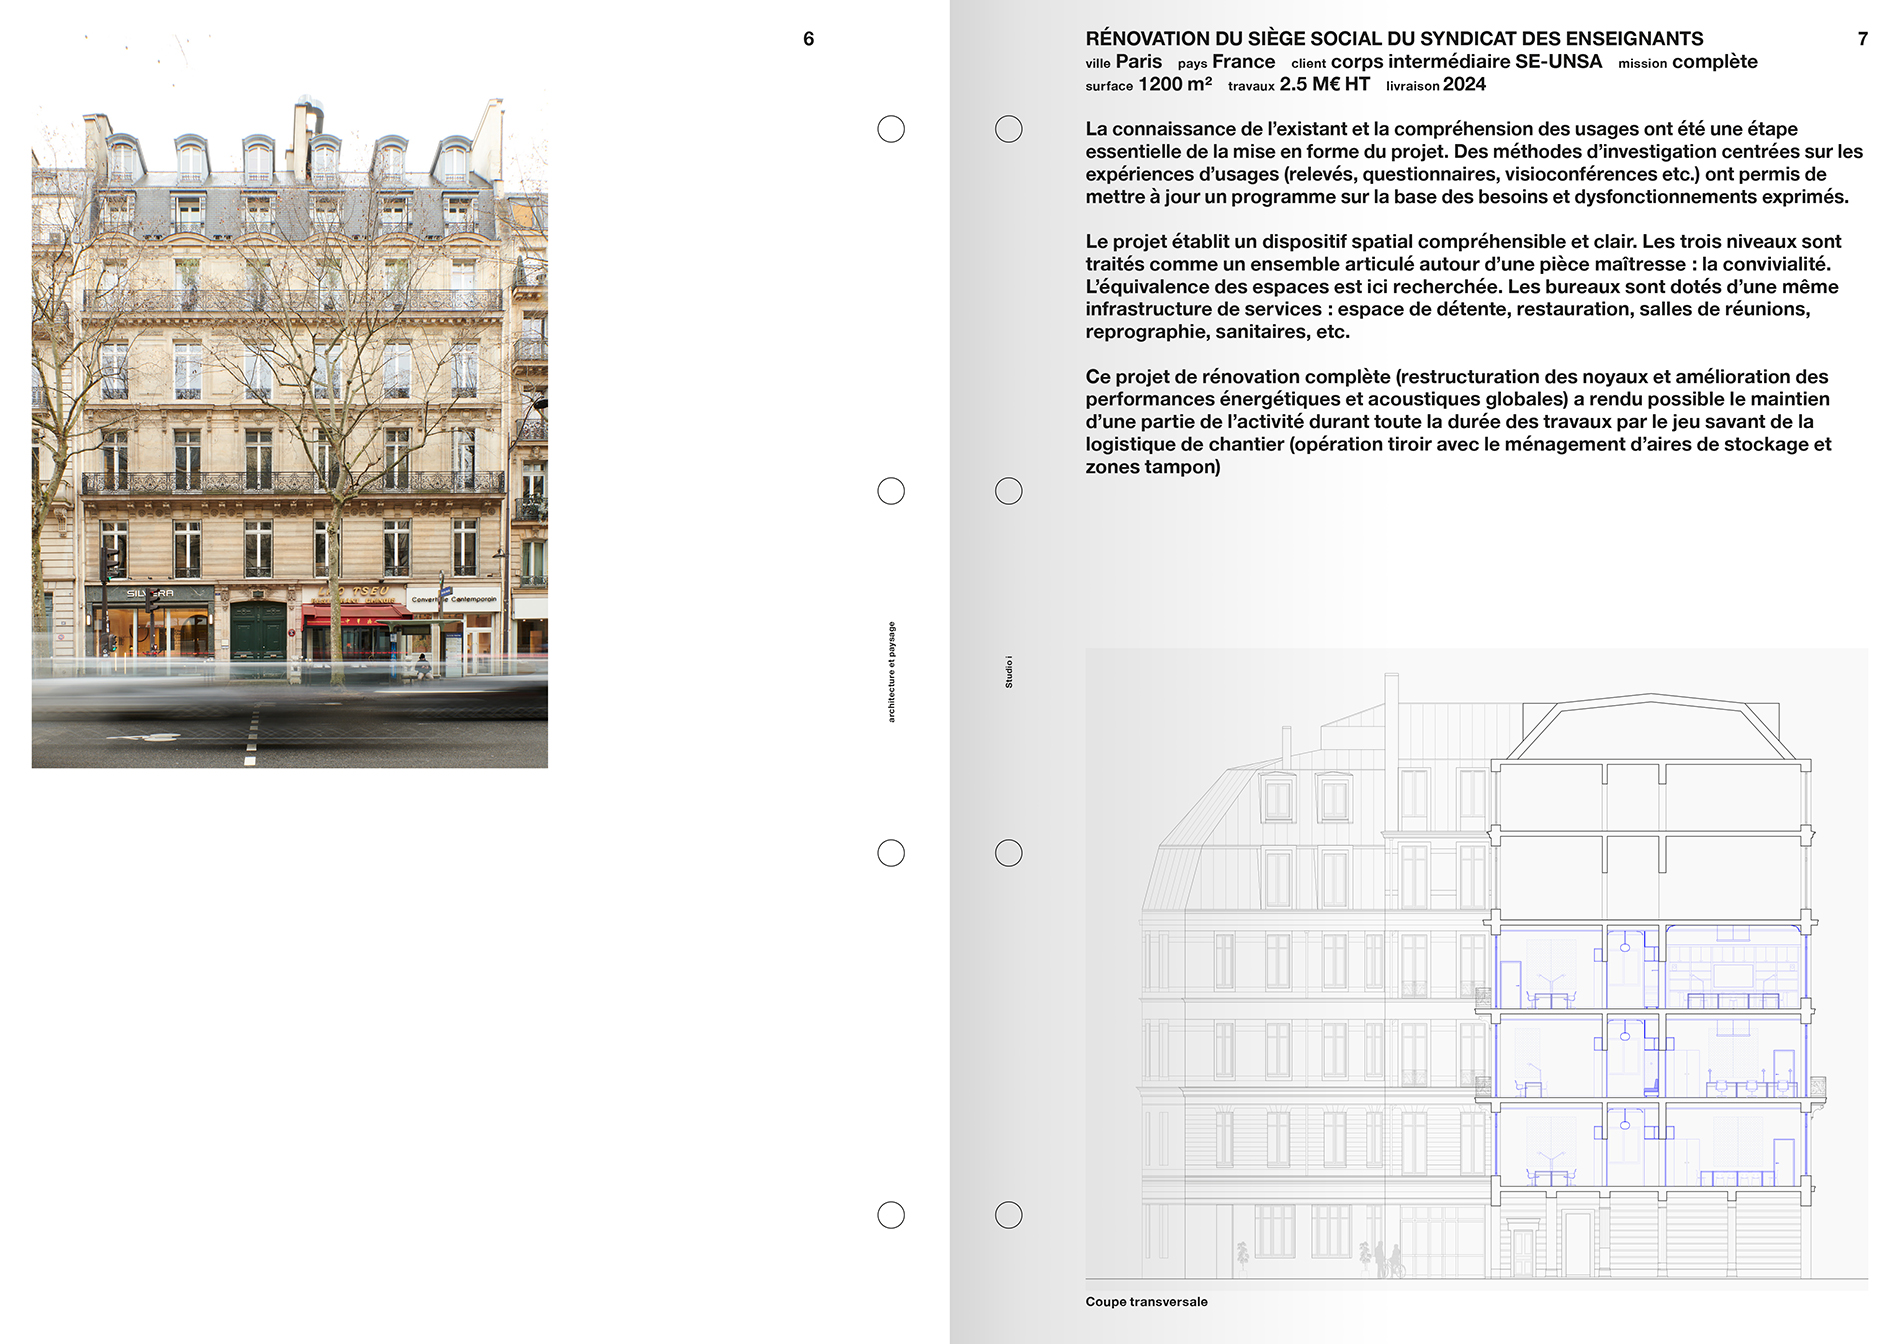 6
SILVERA
LAO TSEU
Convert le Contemporain
architecture et paysage
Studio i
RÉNOVATION DU SIÈGE SOCIAL DU SYNDICAT DES ENSEIGNANTS
7
ville Paris pays France client corps intermédiaire SE-UNSA mission complète
surface 1200 m² travaux 2.5 M€ HT livraison 2024
La connaissance de l’existant et la compréhension des usages ont été une étape
essentielle de la mise en forme du projet. Des méthodes d’investigation centrées sur les
expériences d’usages (relevés, questionnaires, visioconférences etc.) ont permis de
mettre à jour un programme sur la base des besoins et dysfonctionnements exprimés.
Le projet établit un dispositif spatial compréhensible et clair. Les trois niveaux sont
traités comme un ensemble articulé autour d’une pièce maîtresse : la convivialité.
L’équivalence des espaces est ici recherchée. Les bureaux sont dotés d’une même
infrastructure de services : espace de détente, restauration, salles de réunions,
reprographie, sanitaires, etc.
Ce projet de rénovation complète (restructuration des noyaux et amélioration des
performances énergétiques et acoustiques globales) a rendu possible le maintien
d’une partie de l’activité durant toute la durée des travaux par le jeu savant de la
logistique de chantier (opération tiroir avec le ménagement d’aires de stockage et
zones tampon)
Coupe transversale